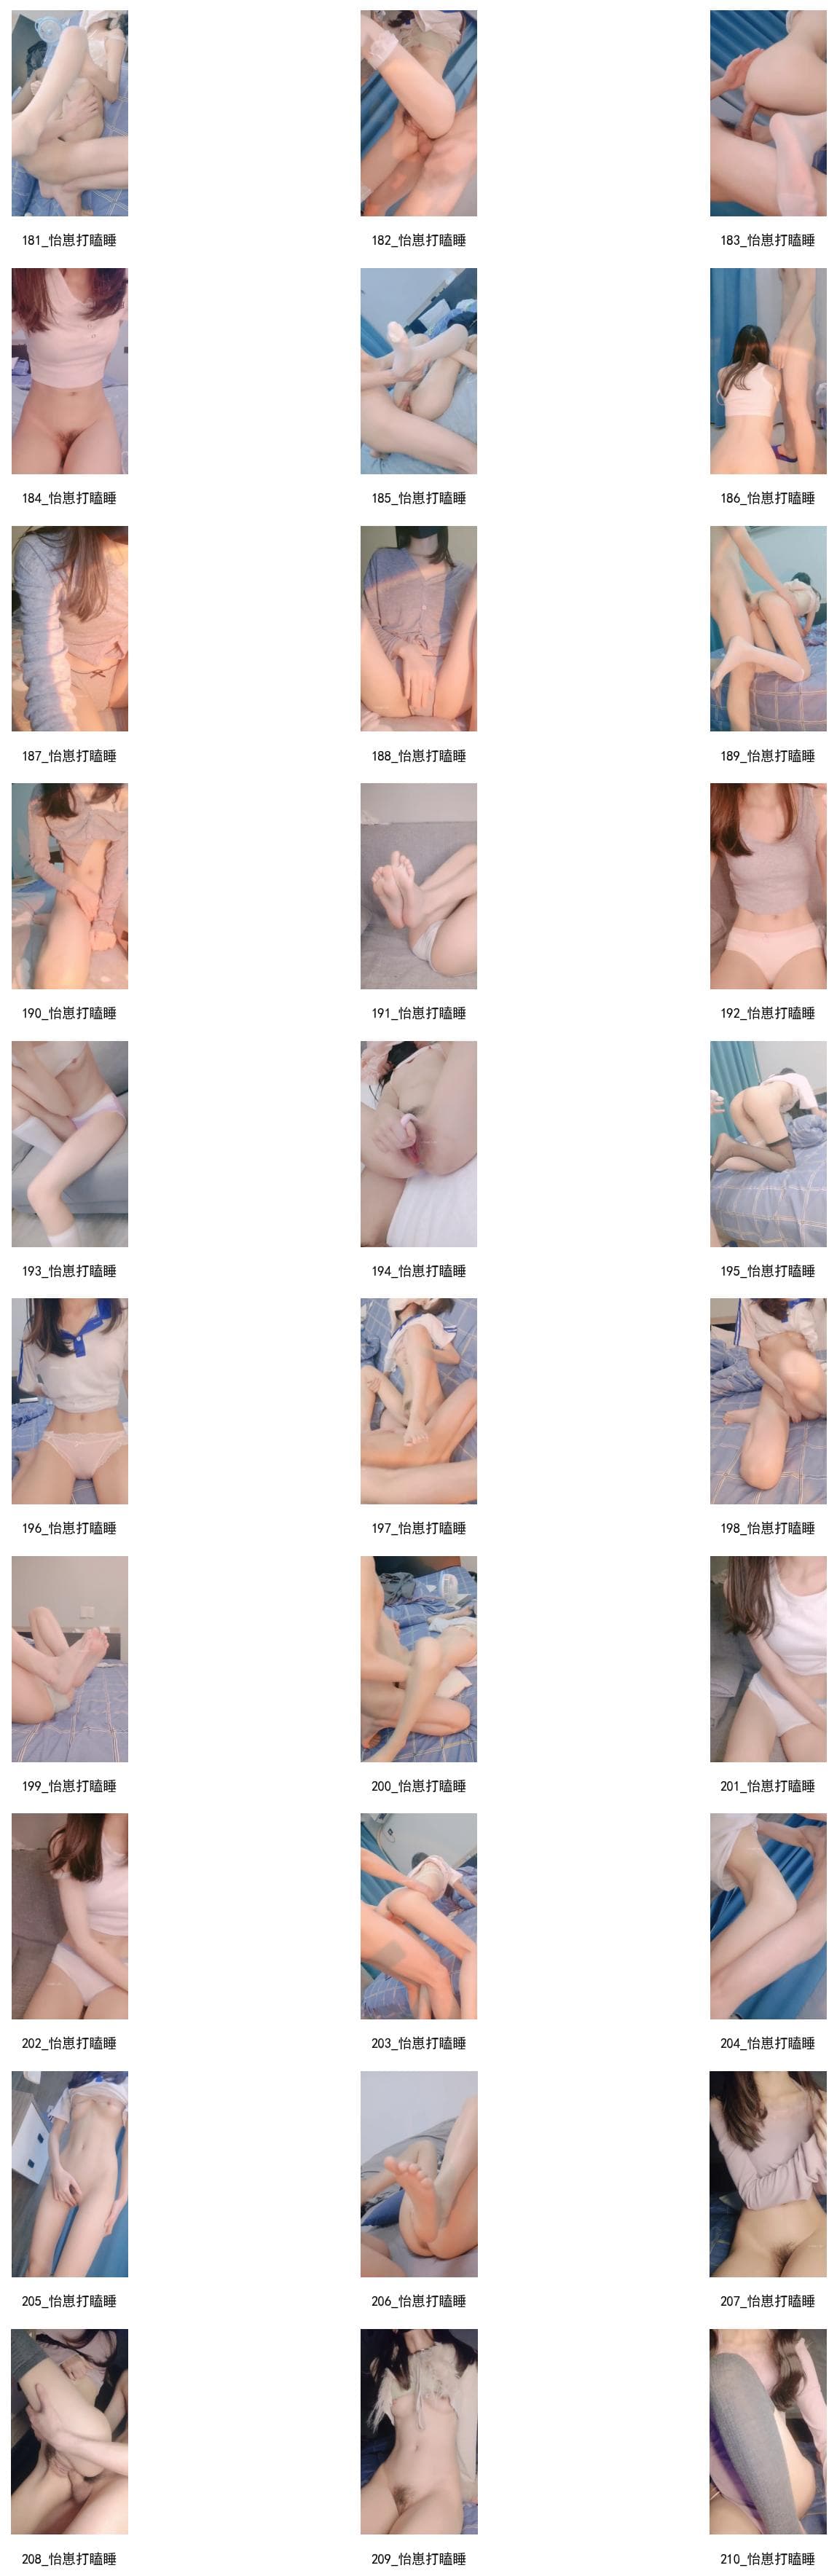 181_怡崽打瞌睡
182_怡崽打瞌睡
183_怡崽打瞌睡
184_怡崽打瞌睡
185_怡崽打瞌睡
186_怡崽打瞌睡
187_怡崽打瞌睡
188_怡崽打瞌睡
189_怡崽打瞌睡
190_怡崽打瞌睡
191_怡崽打瞌睡
192_怡崽打瞌睡
193_怡崽打瞌睡
194_怡崽打瞌睡
195_怡崽打瞌睡
196_怡崽打瞌睡
197_怡崽打瞌睡
198_怡崽打瞌睡
199_怡崽打瞌睡
200_怡崽打瞌睡
201_怡崽打瞌睡
202_怡崽打瞌睡
203_怡崽打瞌睡
204_怡崽打瞌睡
205_怡崽打瞌睡
206_怡崽打瞌睡
207_怡崽打瞌睡
208_怡崽打瞌睡
209_怡崽打瞌睡
210_怡崽打瞌睡